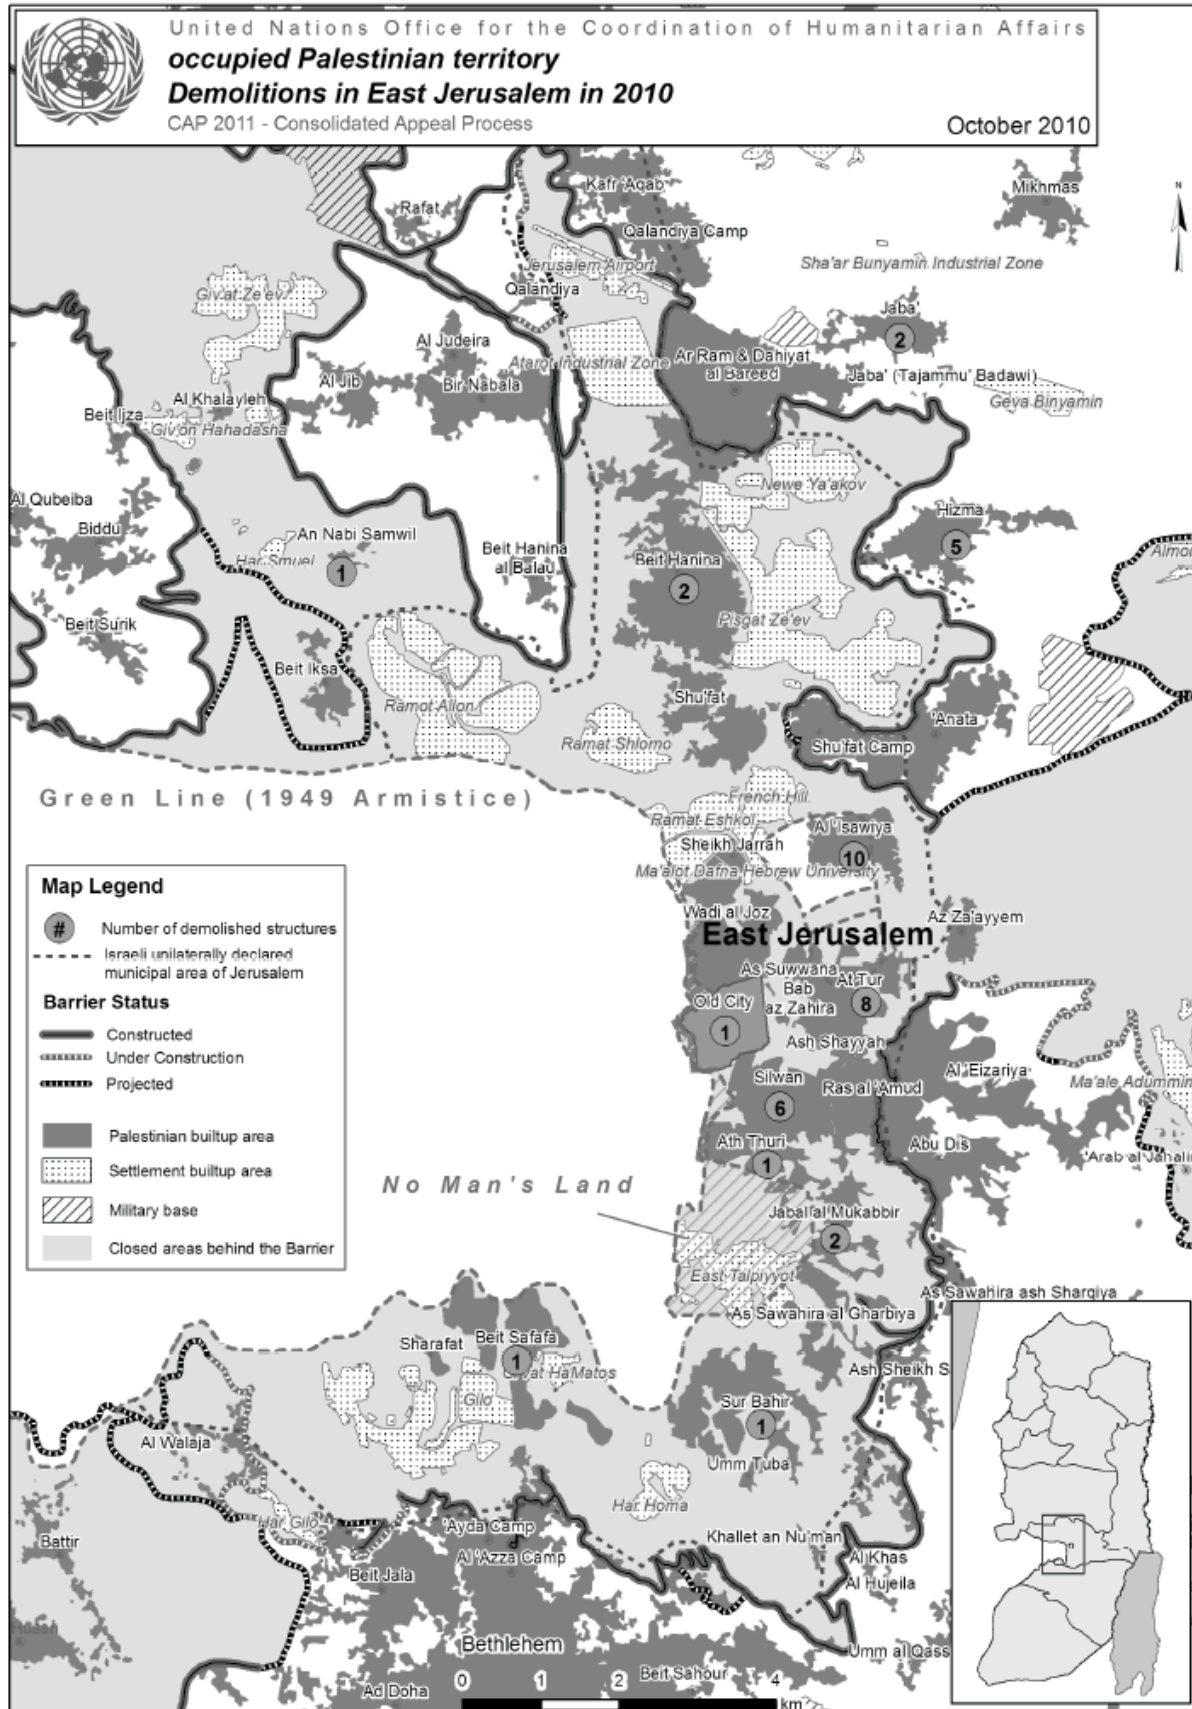 United Nations Office for the Coordination of Humanitarian Affairs
occupied Palestinian territory
Demolitions in East Jerusalem in 2010
CAP 2011 - Consolidated Appeal Process
October 2010
Kafr 'Aqab
Mikhmas
N
Rafat
Qalandiya Camp
Jerusalem Airport
Sha'ar Bunyamin Industrial Zone
Qalandiya
Giv'at Ze'ev
Jaba'
2
Al Judeira
Atarot Industrial Zone
Ar Ram & Dahiyat
al Bareed
Al Jib
Bir Nabala
Jaba' (Tajammu' Badawi)
Al Khalayleh
Geva Binyamin
Beit Ijza
Giv'on Hahadasha
Newe Ya'akov
Al Qubeiba
Biddu
An Nabi Samwil
Hizma
5
Har Smuel
1
Beit Hanina
al Balad
Beit Hanina
2
Pisgat Ze'ev
Beit Surik
Beit Iksa
Ramot Allon
Shu'fat
'Anata
Ramat Shlomo
Shu'fat Camp
Green Line (1949 Armistice)
French Hill
Ramat Eshkol
Al 'Isawiya
10
Sheikh Jarrah
Ma'alot Dafna
Hebrew University
Wadi al Joz
Az Za'ayyem
East Jerusalem
As Suwwana
At Tur
8
Bab
az Zahira
Old City
1
Ash Shayyah
Silwan
6
Ras al 'Amud
Al 'Eizariya
Ma'ale Adummin
Ath Thuri
1
Abu Dis
'Arab al Jahalin
No Man's Land
Jabal al Mukabbir
2
East Talpiyyot
As Sawahira al Gharbiya
As Sawahira ash Sharqiya
Map Legend
# Number of demolished structures
Israeli unilaterally declared
municipal area of Jerusalem
Barrier Status
Constructed
Under Construction
Projected
Palestinian builtup area
Settlement builtup area
Military base
Closed areas behind the Barrier
Sharafat
Beit Safafa
1
HaMatos
Gilo
Ash Sheikh S
Sur Bahir
1
Umm Tuba
Al Walaja
Har Homa
Har Gilo
Battir
'Ayda Camp
Al 'Azza Camp
Khallet an Nu'man
Al Khas
Al Hujeila
Beit Jala
Husan
Bethlehem
Umm al Qass
Beit Sahour
Ad Doha
0 1 2 4
km